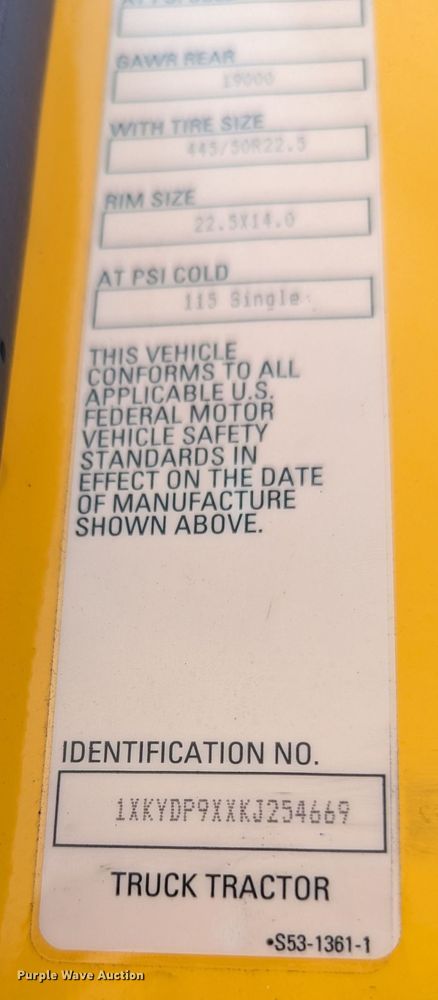 GAWR REAR
19000
WITH TIRE SIZE
445/50R22.5
RIM SIZE
22.5X14.0
AT PSI COLD
115 Single
THIS VEHICLE
CONFORMS TO ALL
APPLICABLE U.S.
FEDERAL MOTOR
VEHICLE SAFETY
STANDARDS IN
EFFECT ON THE DATE
OF MANUFACTURE
SHOWN ABOVE.
IDENTIFICATION NO.
1XKYDP9XXKJ254669
TRUCK TRACTOR
•S53-1361-1
Purple Wave Auction